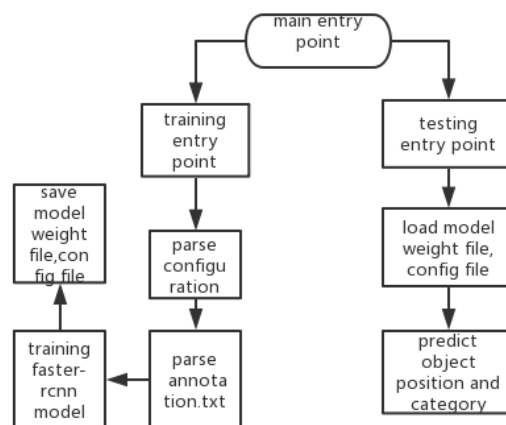 main entry
point
training
entry
point
testing
entry point
save
model
weight
file,con
fig file
parse
configu
ration
load model
weight file,
config file
training
faster-
rcnn
model
parse
annota
tion.txt
predict
object
position and
category